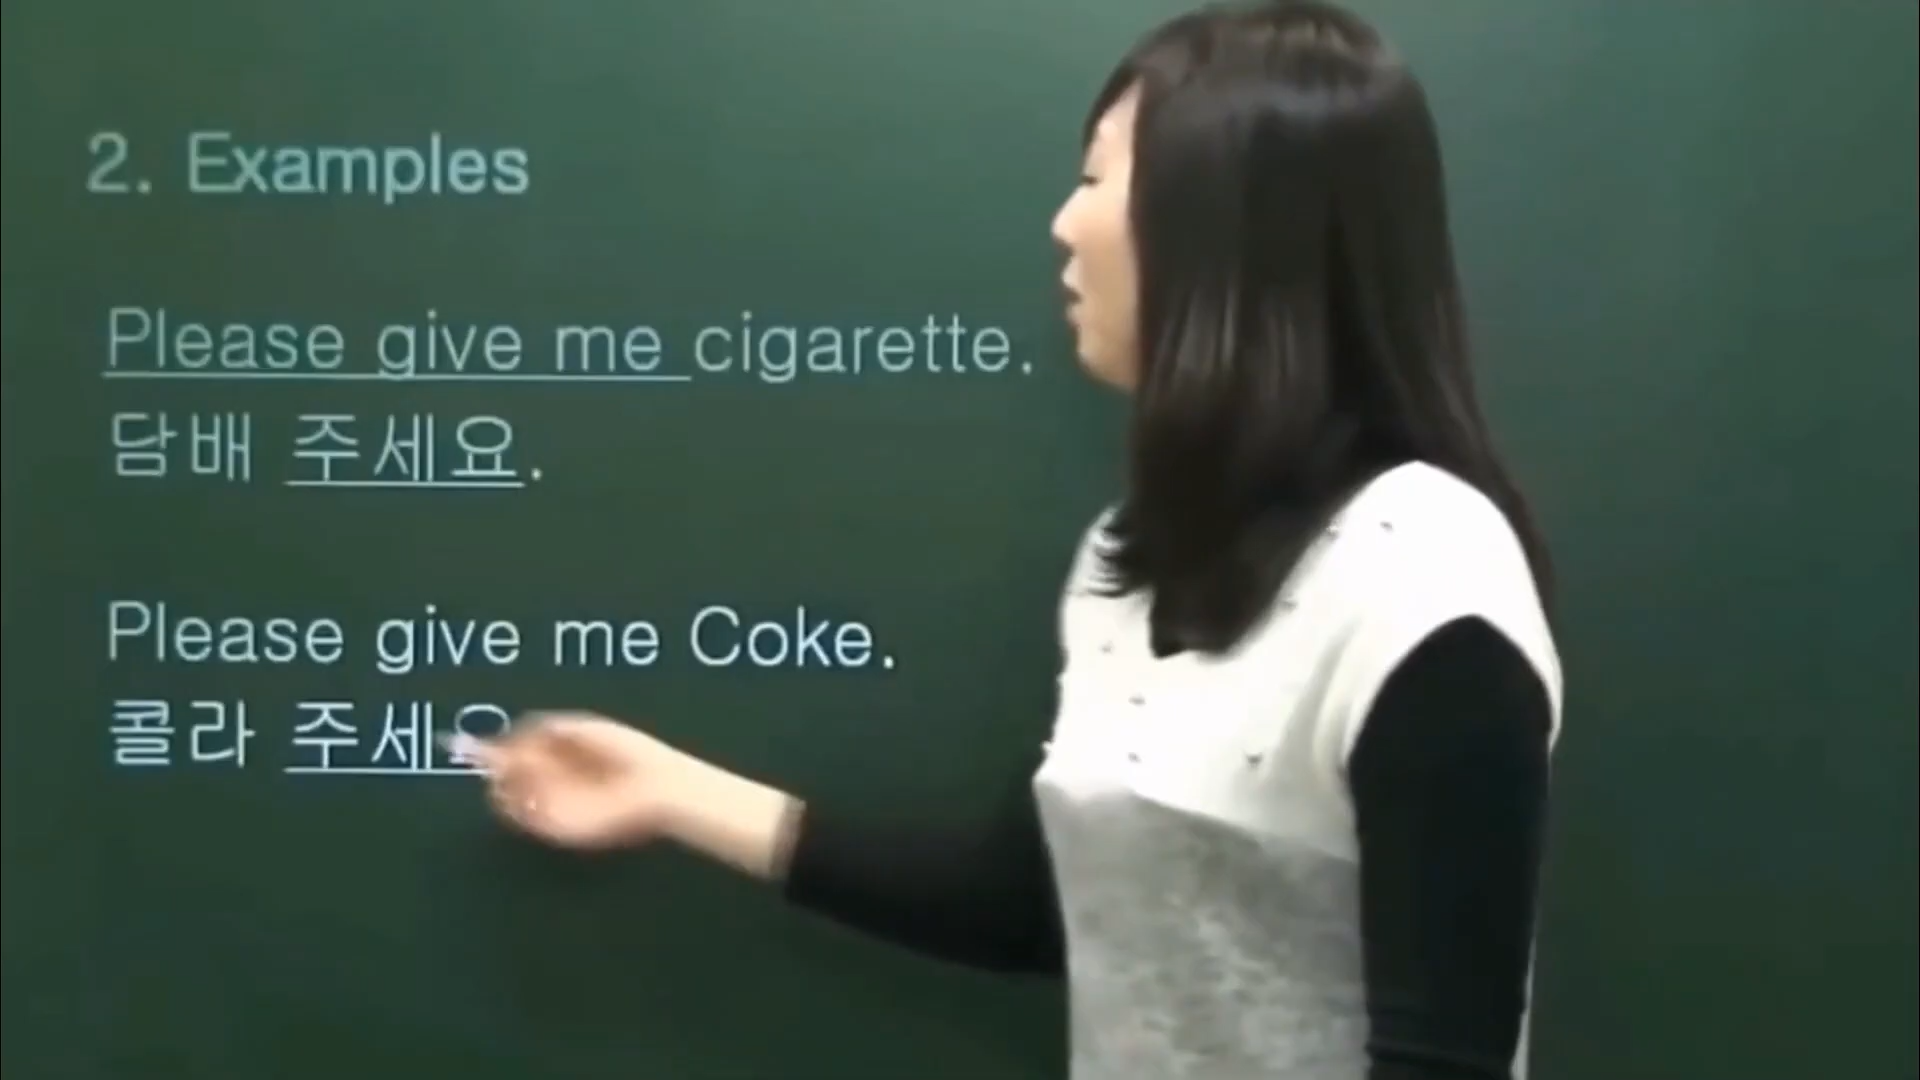 2. Examples
Please give me cigarette.
담배 주세요.
Please give me Coke.
콜라 주세요